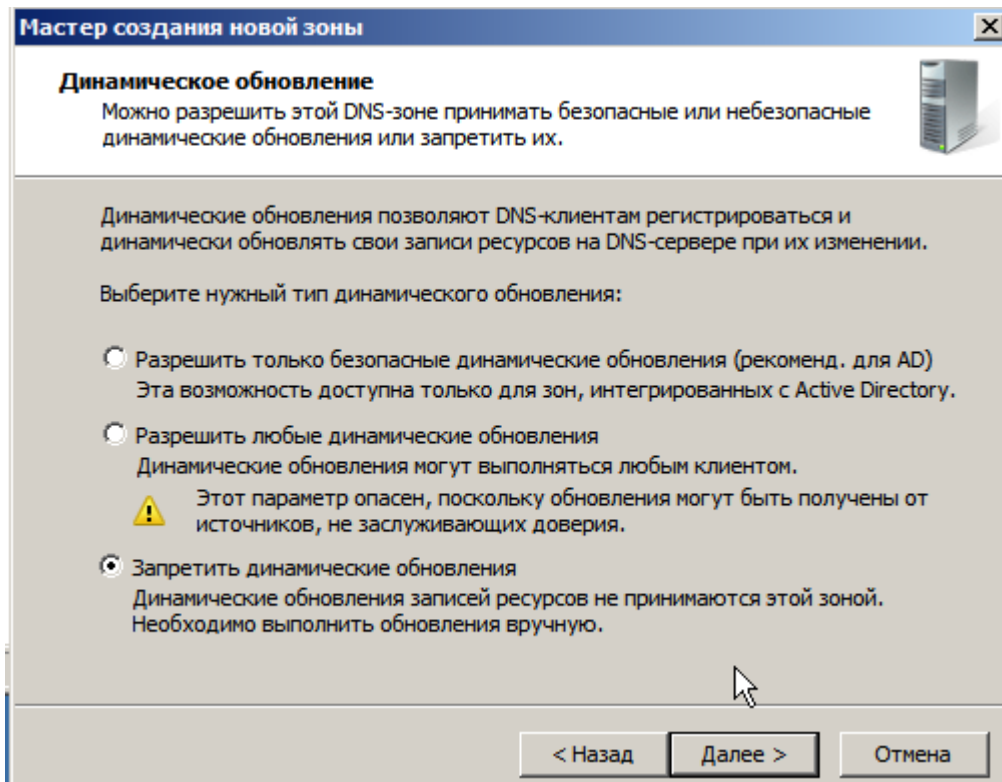 Мастер создания новой зоны
Динамическое обновление
Можно разрешить этой DNS-зоне принимать безопасные или небезопасные
динамические обновления или запретить их.
Динамические обновления позволяют DNS-клиентам регистрироваться и
динамически обновлять свои записи ресурсов на DNS-сервере при их изменении.
Выберите нужный тип динамического обновления:
Разрешить только безопасные динамические обновления (рекоменд. для AD)
Эта возможность доступна только для зон, интегрированных с Active Directory.
Разрешить любые динамические обновления
Динамические обновления могут выполняться любым клиентом.
Этот параметр опасен, поскольку обновления могут быть получены от
источников, не заслуживающих доверия.
Запретить динамические обновления
Динамические обновления записей ресурсов не принимаются этой зоной.
Необходимо выполнить обновления вручную.
< Назад Далее > Отмена